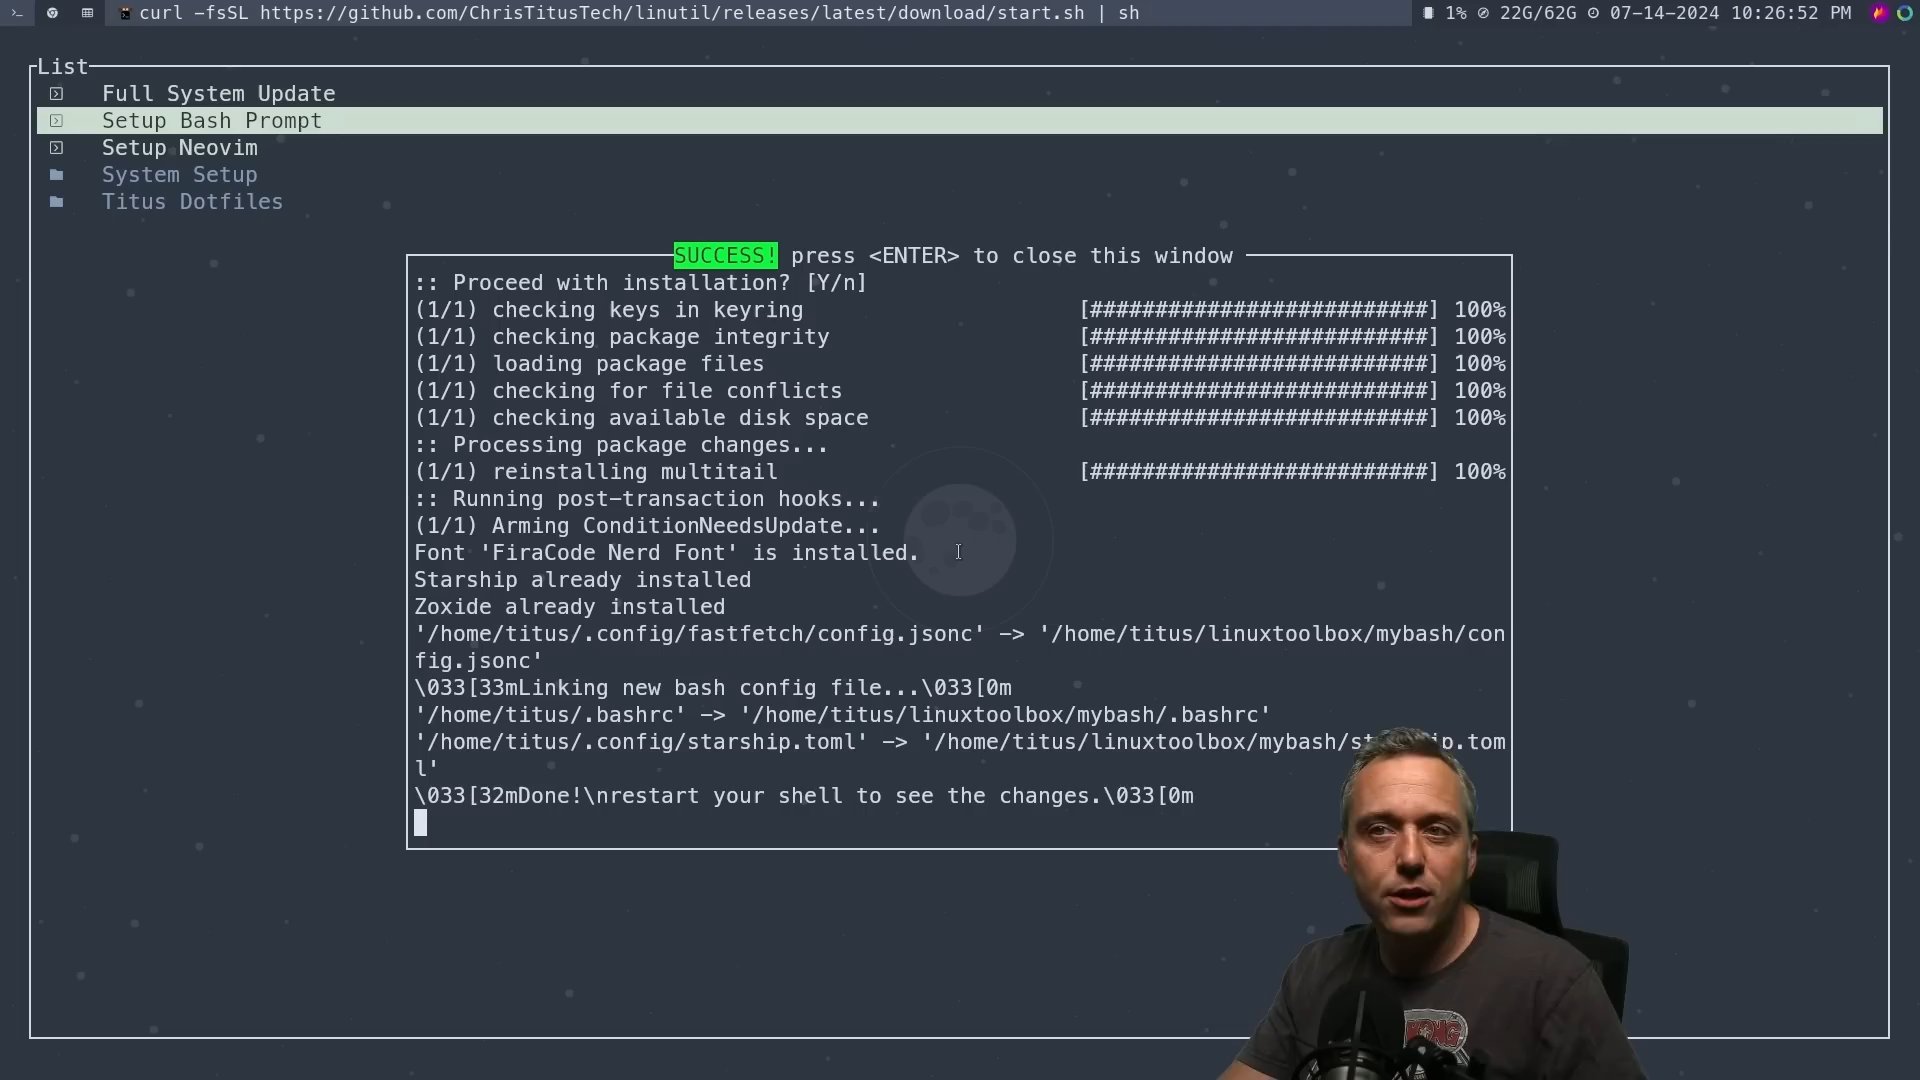 curl -fsSL https://github.com/ChrisTitusTech/linutil/releases/latest/download/start.sh | sh
1% 22G/62G 07-14-2024 10:26:52 PM
List
Full System Update
Setup Bash Prompt
Setup Neovim
System Setup
Titus Dotfiles
SUCCESS! press <ENTER> to close this window
:: Proceed with installation? [Y/n]
(1/1) checking keys in keyring [##########################] 100%
(1/1) checking package integrity [##########################] 100%
(1/1) loading package files [##########################] 100%
(1/1) checking for file conflicts [##########################] 100%
(1/1) checking available disk space [##########################] 100%
:: Processing package changes...
(1/1) reinstalling multitail [##########################] 100%
:: Running post-transaction hooks...
(1/1) Arming ConditionNeedsUpdate...
Font 'FiraCode Nerd Font' is installed.
Starship already installed
Zoxide already installed
'/home/titus/.config/fastfetch/config.jsonc' -> '/home/titus/linuxtoolbox/mybash/con
fig.jsonc'
\033[33mLinking new bash config file...\033[0m
'/home/titus/.bashrc' -> '/home/titus/linuxtoolbox/mybash/.bashrc'
'/home/titus/.config/starship.toml' -> '/home/titus/linuxtoolbox/mybash/starship.tom
l'
\033[32mDone!\nrestart your shell to see the changes.\033[0m
KONG